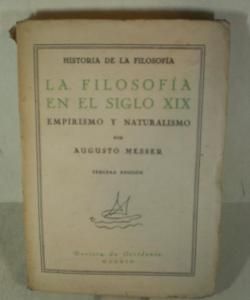 HISTORIA DE LA FILOSOFÍA
LA FILOSOFÍA
EN EL SIGLO XIX
EMPIRISMO Y NATURALISMO
POR
AUGUSTO MESSER
TERCERA EDICIÓN
Revista de Occidente
MADRID